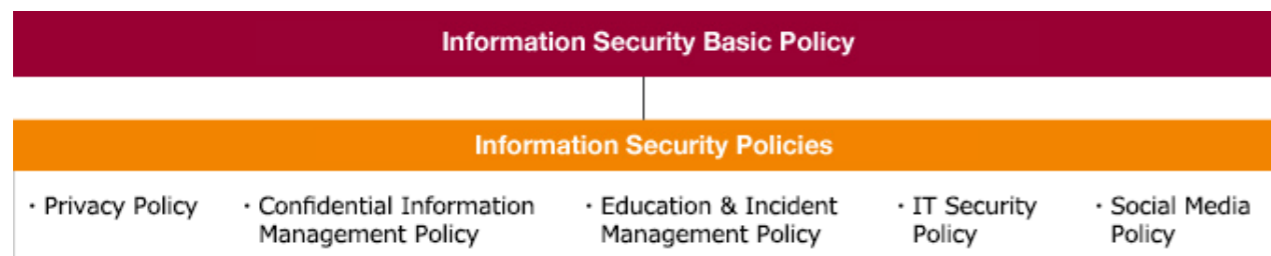 Information Security Basic Policy
Information Security Policies
・Privacy Policy
・Confidential Information
Management Policy
・Education & Incident
Management Policy
・IT Security
Policy
・Social Media
Policy